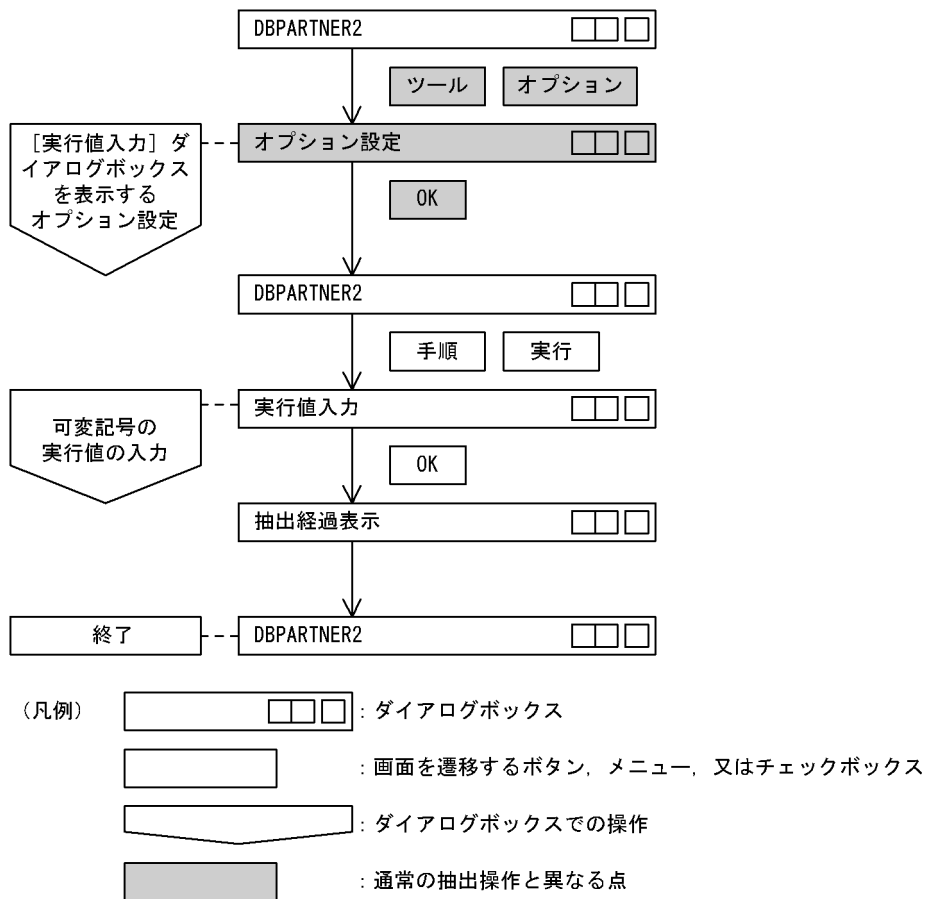 DBPARTNER2
ツール
オプション
［実行値入力］ダ
イアログボックス
を表示する
オプション設定
オプション設定
OK
DBPARTNER2
手順
実行
可変記号の
実行値の入力
実行値入力
OK
抽出経過表示
終了
DBPARTNER2
（凡例）
：ダイアログボックス
：画面を遷移するボタン，メニュー，又はチェックボックス
：ダイアログボックスでの操作
：通常の抽出操作と異なる点